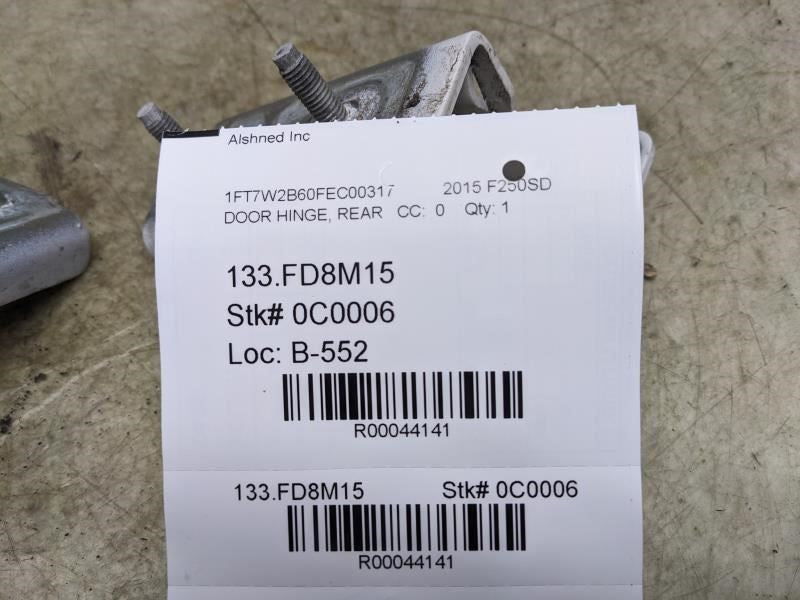 Alshned Inc
1FT7W2B60FEC00317 2015 F250SD
DOOR HINGE, REAR CC: 0 Qty: 1
133.FD8M15
Stk# 0C0006
Loc: B-552
R00044141
133.FD8M15 Stk# 0C0006
R00044141